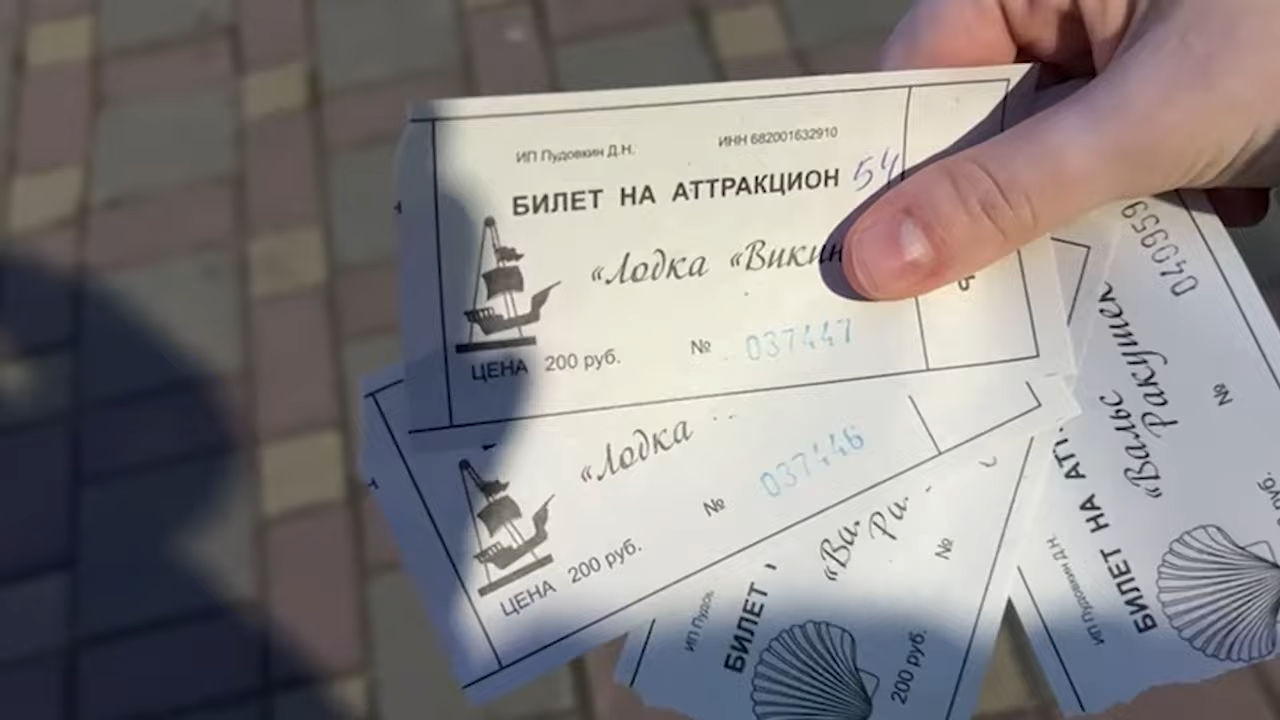 ИП Пудовкин Д.Н. ИНН 682001632910
БИЛЕТ НА АТТРАКЦИОН 54
«Лодка «Викин
ЦЕНА 200 руб. № 037447
«Лодка
№ 037446
ЦЕНА 200 руб.
БИЛЕТ
№
200 руб.
ИП Пудовкин Д.Н.
БИЛЕТ НА АТ
«Вальс
Ракушек
№ 040959
руб.